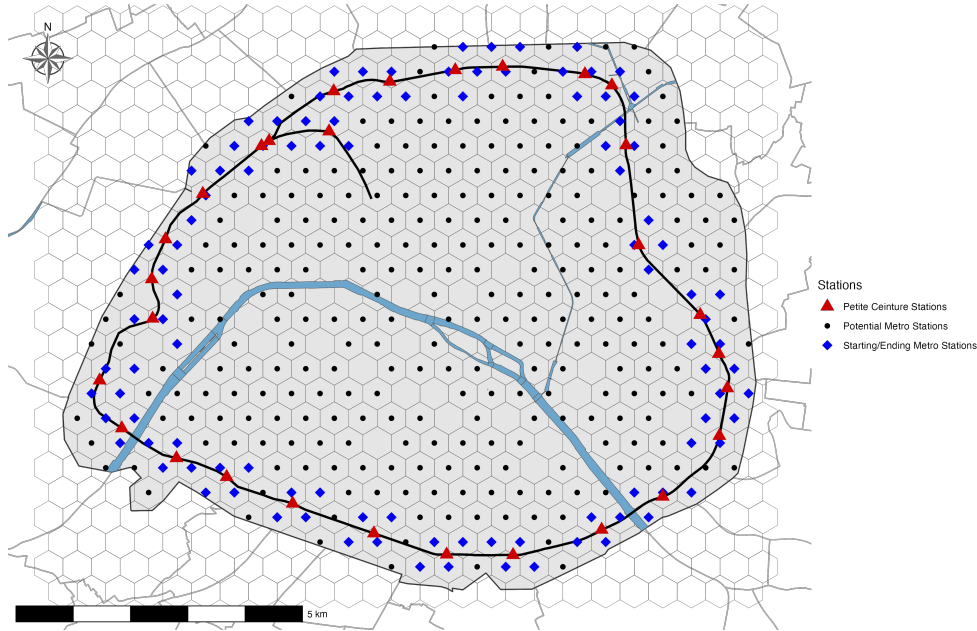 N
Stations
Petite Ceinture Stations
Potential Metro Stations
Starting/Ending Metro Stations
5 km